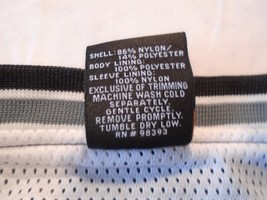 SHELL: 86% NYLON/
14% POLYESTER
BODY LINING:
100% POLYESTER
SLEEVE LINING:
100% NYLON
EXCLUSIVE OF TRIMMING
MACHINE WASH COLD
SEPARATELY.
GENTLE CYCLE.
REMOVE PROMPTLY.
TUMBLE DRY LOW.
RN# 98393